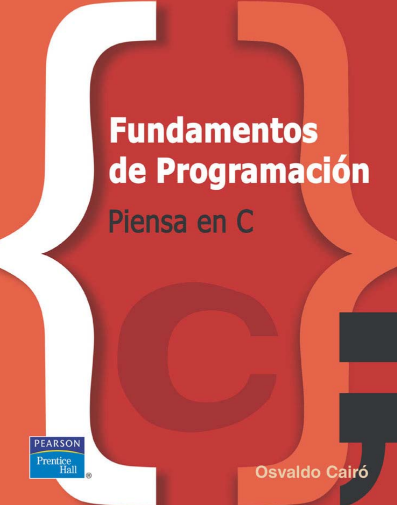 Fundamentos
de Programación
Piensa en C
C
;
PEARSON
Prentice
Hall
®
Osvaldo Cairó